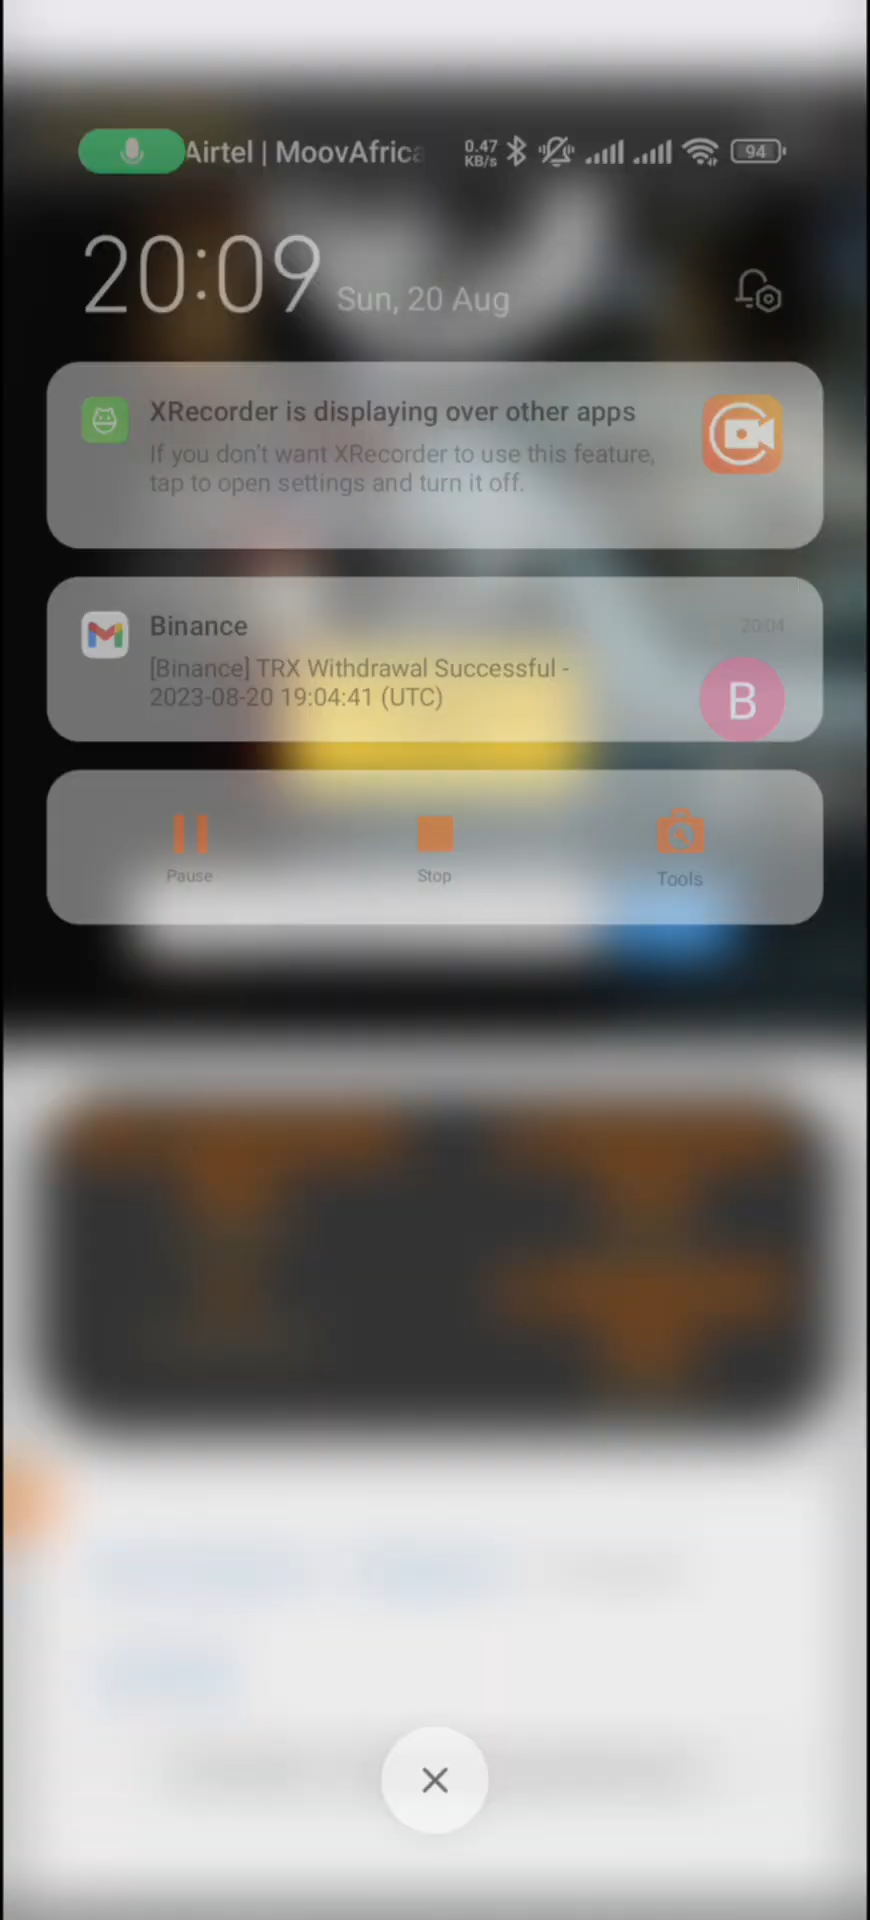 Airtel | MoovAfrica
0.47
KB/s
94
20:09
Sun, 20 Aug
XRecorder is displaying over other apps
If you don't want XRecorder to use this feature,
tap to open settings and turn it off.
Binance
20:04
[Binance] TRX Withdrawal Successful -
2023-08-20 19:04:41 (UTC)
B
Pause
Stop
Tools